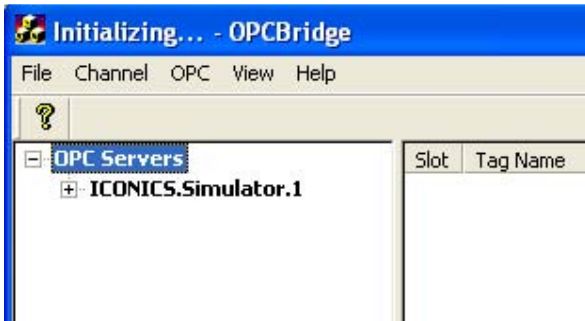 Initializing... - OPCBridge
File Channel OPC View Help
OPC Servers
Slot Tag Name
ICONICS.Simulator.1